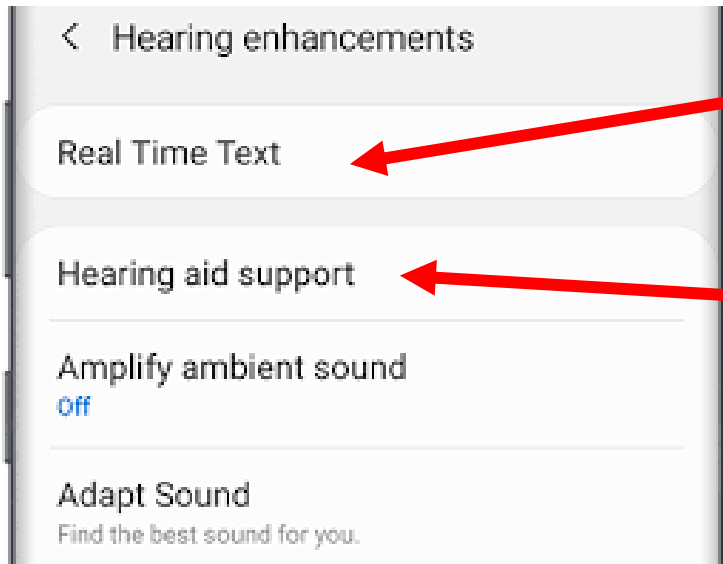 Hearing enhancements
Real Time Text
Hearing aid support
Amplify ambient sound
Off
Adapt Sound
Find the best sound for you.